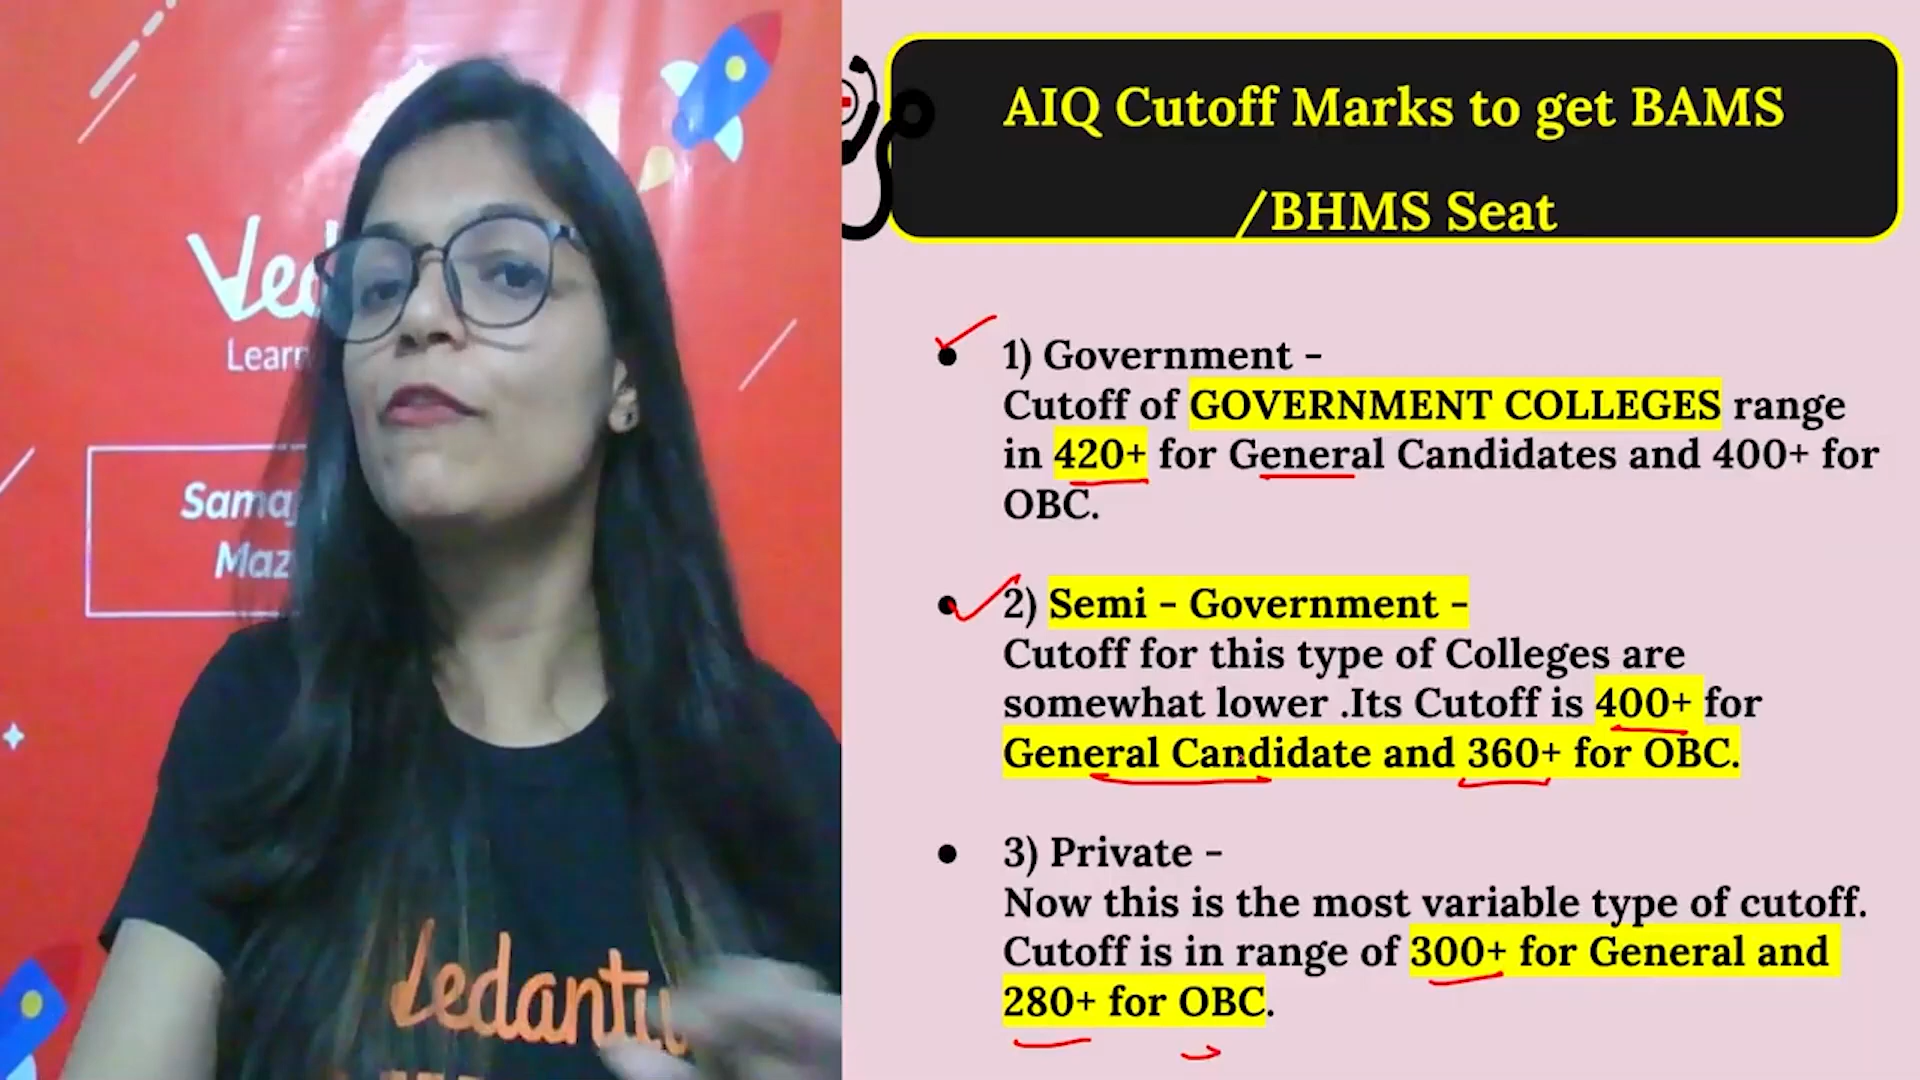 AIQ Cutoff Marks to get BAMS
/BHMS Seat
1) Government -
Cutoff of GOVERNMENT COLLEGES range
in 420+ for General Candidates and 400+ for
OBC.
2) Semi - Government -
Cutoff for this type of Colleges are
somewhat lower .Its Cutoff is 400+ for
General Candidate and 360+ for OBC.
3) Private -
Now this is the most variable type of cutoff.
Cutoff is in range of 300+ for General and
280+ for OBC.
Vedantu